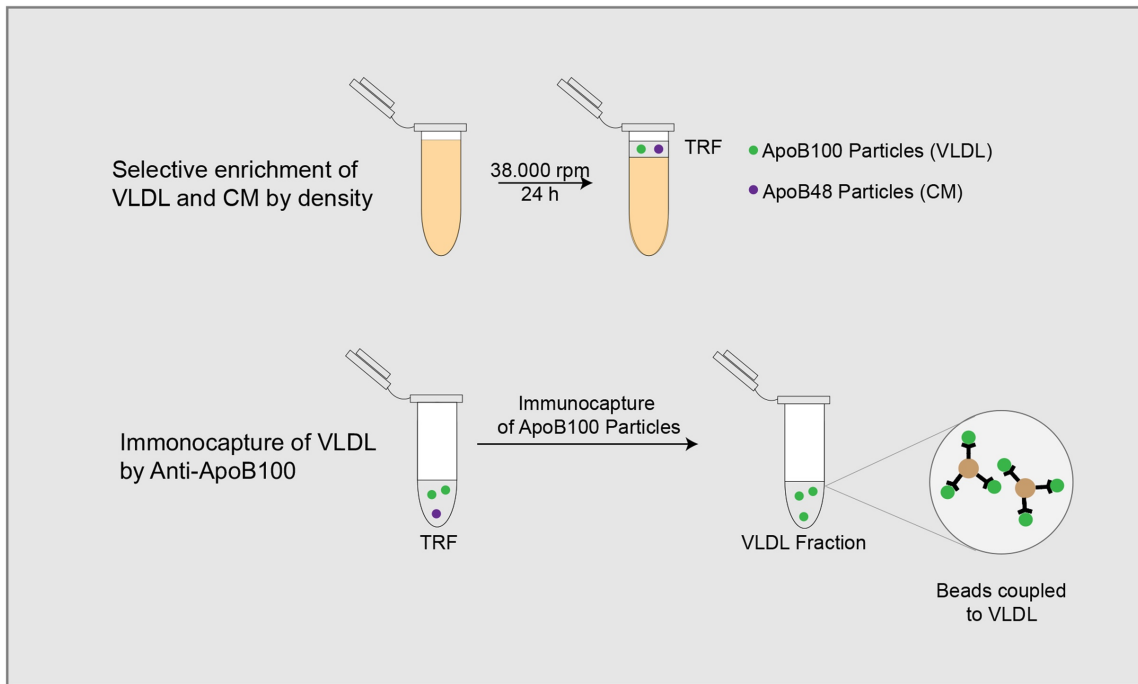 Selective enrichment of
VLDL and CM by density
38.000 rpm
24 h
TRF
ApoB100 Particles (VLDL)
ApoB48 Particles (CM)
Immonocapture of VLDL
by Anti-ApoB100
TRF
Immunocapture
of ApoB100 Particles
VLDL Fraction
Beads coupled
to VLDL